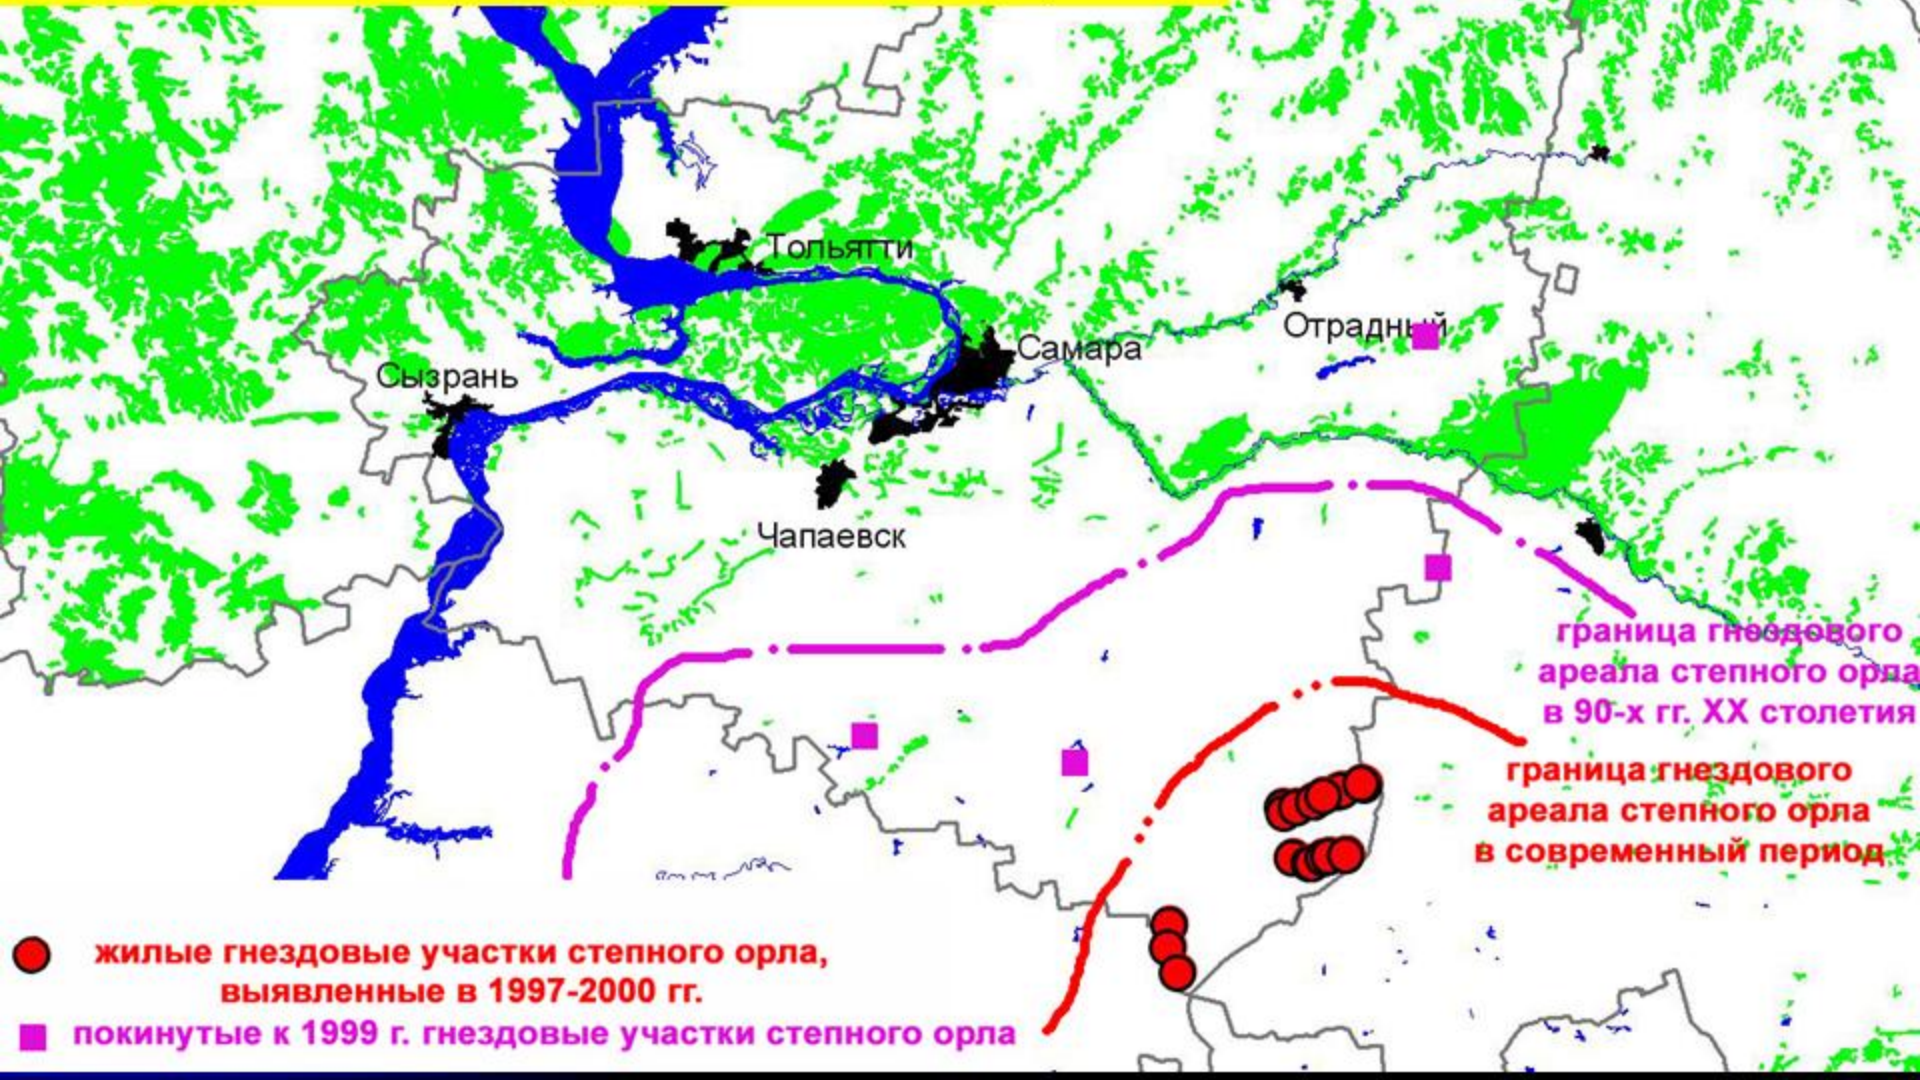 Тольятти
Отрадный
Самара
Сызрань
Чапаевск
граница гнездового
ареала степного орла
в 90-х гг. XX столетия
граница гнездового
ареала степного орла
в современный период
жилые гнездовые участки степного орла,
выявленные в 1997-2000 гг.
покинутые к 1999 г. гнездовые участки степного орла